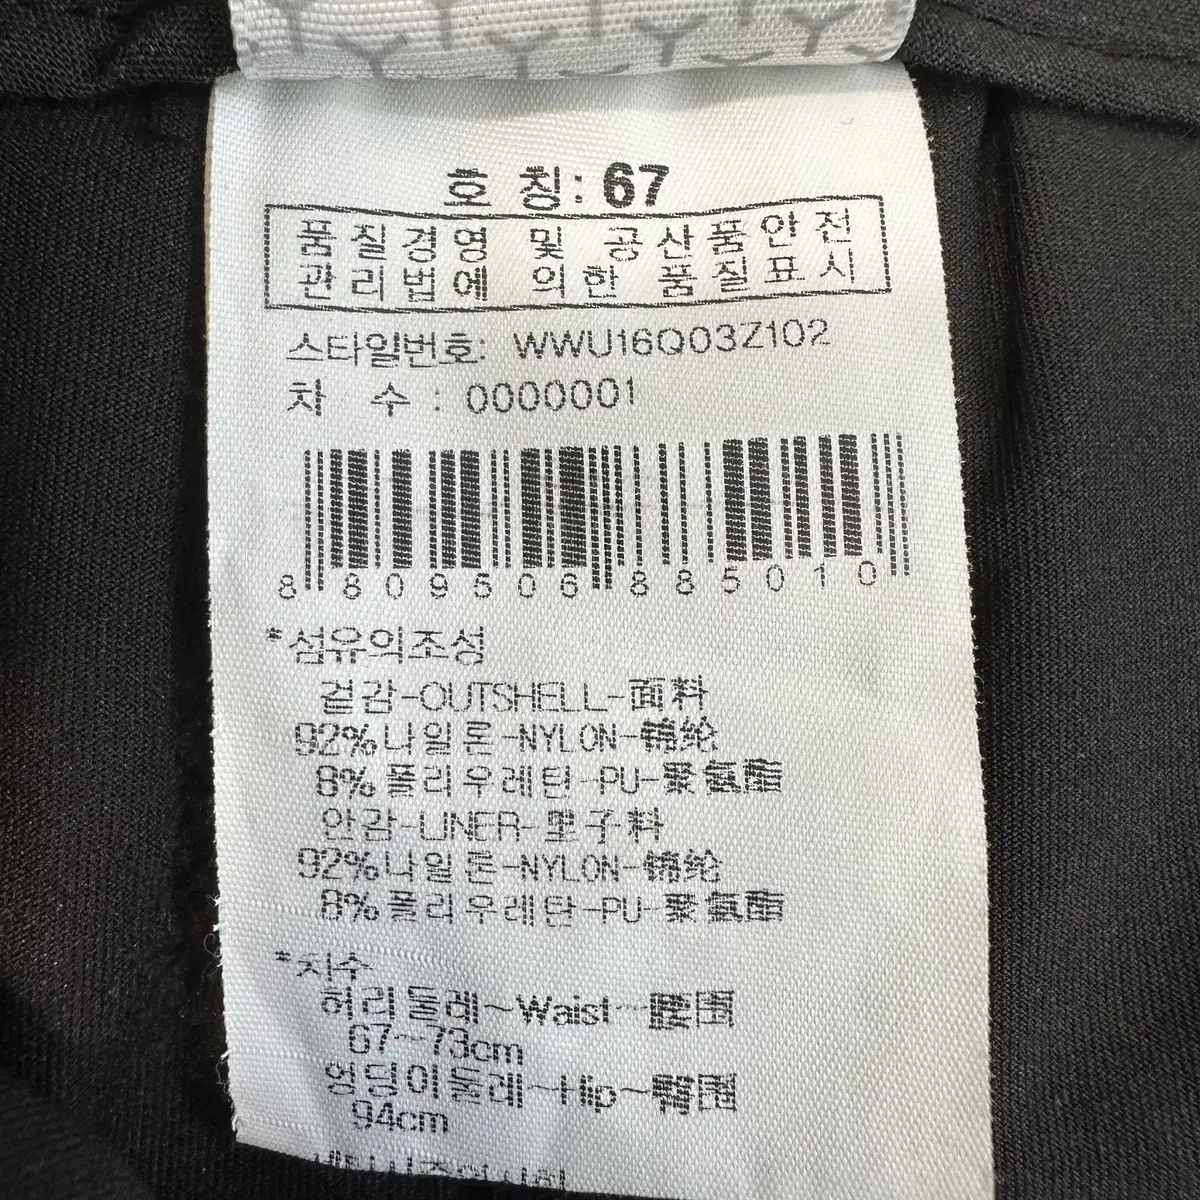 호 칭: 67
품질경영 및 공산품안전
관리법에 의한 품질표시
스타일번호: WWU16Q03Z102
차 수 : 0000001
8 809506 885010
*섬유의조성
겉감-OUTSHELL-面料
92%나일론-NYLON-锦纶
8%폴리우레탄-PU-聚氨酯
안감-LINER-里子料
92%나일론-NYLON-锦纶
8%폴리우레탄-PU-聚氨酯
*치수
허리둘레~Waist~腰围
67~73cm
엉덩이둘레~Hip~臀围
94cm